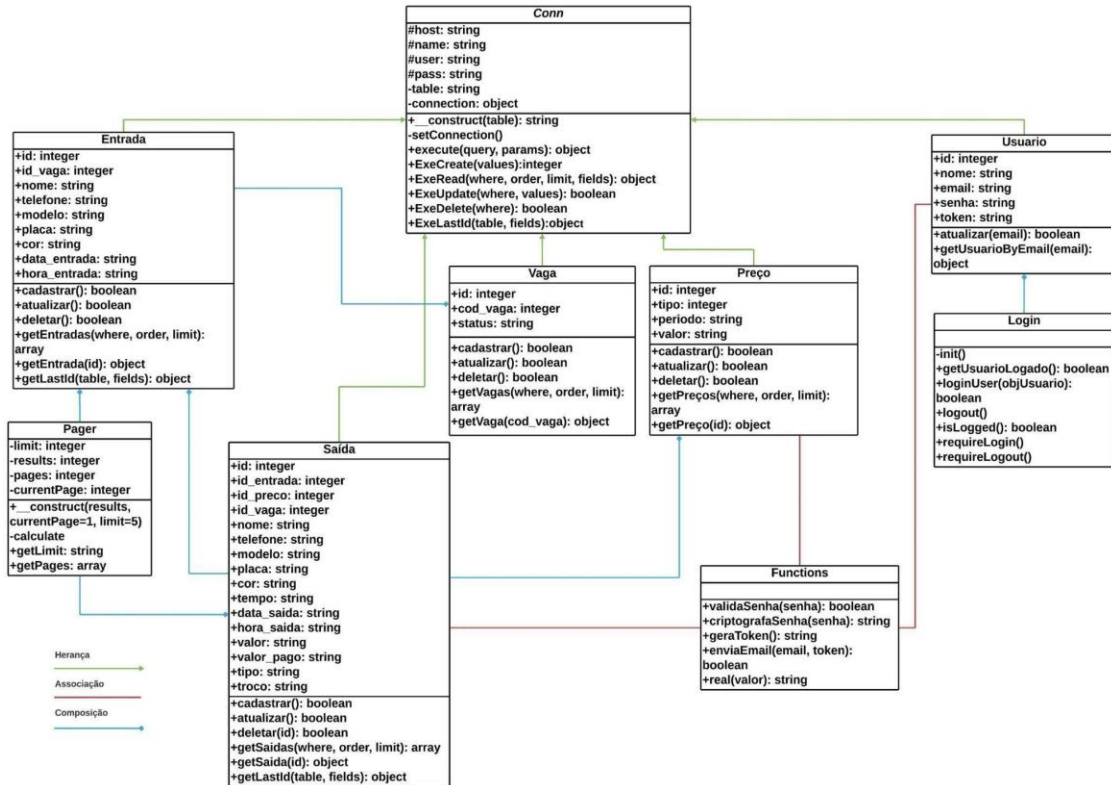 Conn
#host: string
#name: string
#user: string
#pass: string
-table: string
-connection: object
+__construct(table): string
-setConnection()
+execute(query, params): object
+ExeCreate(values):integer
+ExeRead(where, order, limit, fields): object
+ExeUpdate(where, values): boolean
+ExeDelete(where): boolean
+ExeLastId(table, fields):object
Entrada
+id: integer
+id_vaga: integer
+nome: string
+telefone: string
+modelo: string
+placa: string
+cor: string
+data_entrada: string
+hora_entrada: string
+cadastrar(): boolean
+atualizar(): boolean
+deletar(): boolean
+getEntradas(where, order, limit):
array
+getEntrada(id): object
+getLastId(table, fields): object
Usuario
+id: integer
+nome: string
+email: string
+senha: string
+token: string
+atualizar(email): boolean
+getUsuarioByEmail(email):
object
Vaga
+id: integer
+cod_vaga: integer
+status: string
+cadastrar(): boolean
+atualizar(): boolean
+deletar(): boolean
+getVagas(where, order, limit):
array
+getVaga(cod_vaga): object
Preço
+id: integer
+tipo: integer
+periodo: string
+valor: string
+cadastrar(): boolean
+atualizar(): boolean
+deletar(): boolean
+getPreços(where, order, limit):
array
+getPreço(id): object
Login
-init()
+getUsuarioLogado(): boolean
+loginUser(objUsuario):
boolean
+logout()
+isLogged(): boolean
+requireLogin()
+requireLogout()
Pager
-limit: integer
-results: integer
-pages: integer
-currentPage: integer
+__construct(results,
currentPage=1, limit=5)
-calculate
+getLimit: string
+getPages: array
Saída
+id: integer
+id_entrada: integer
+id_preco: integer
+id_vaga: integer
+nome: string
+telefone: string
+modelo: string
+placa: string
+cor: string
+tempo: string
+data_saida: string
+hora_saida: string
+valor: string
+valor_pago: string
+tipo: string
+troco: string
+cadastrar(): boolean
+atualizar(): boolean
+deletar(id): boolean
+getSaidas(where, order, limit): array
+getSaida(id): object
+getLastId(table, fields): object
Functions
+validaSenha(senha): boolean
+criptografaSenha(senha): string
+geraToken(): string
+enviaEmail(email, token):
boolean
+real(valor): string
Herança
Associação
Composição